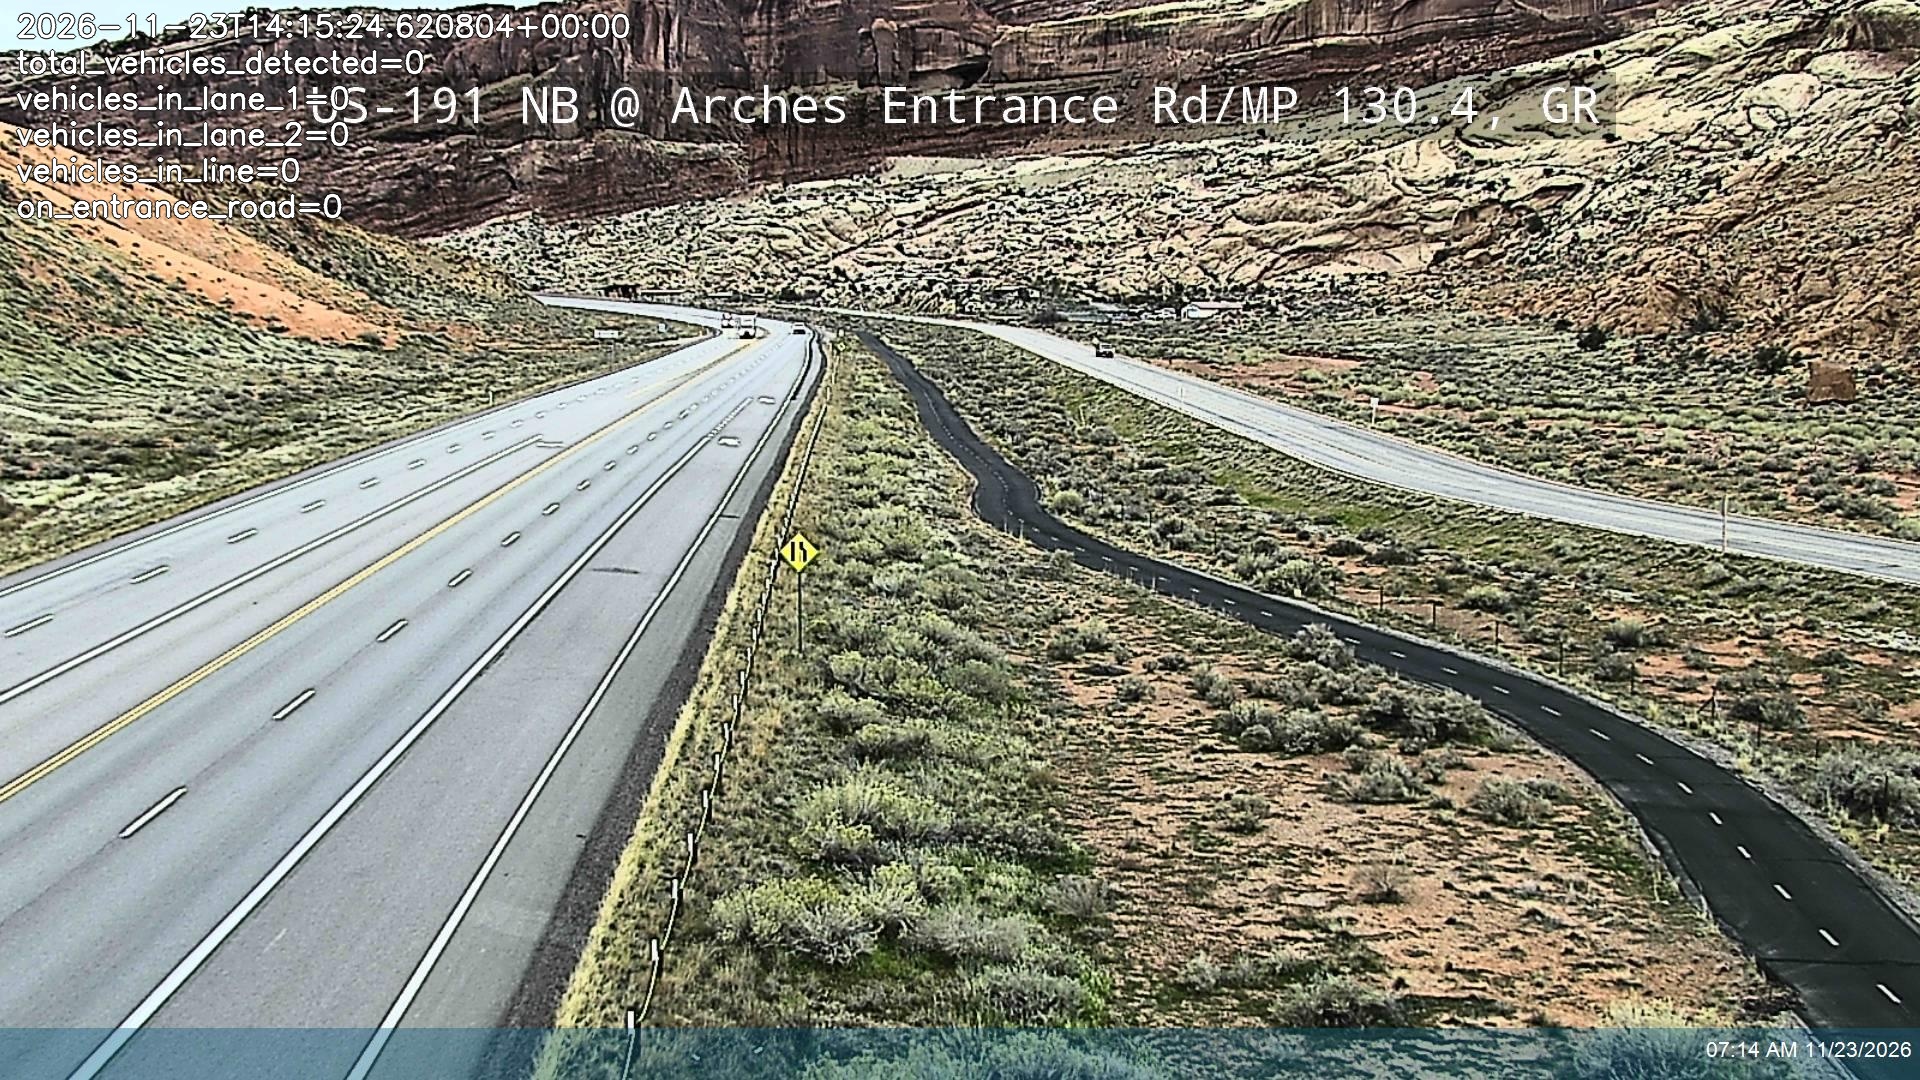 2026-11-23T14:15:24.620804+00:00
total_vehicles_detected=0
vehicles_in_lane_1=0
US-191 NB @ Arches Entrance Rd/MP 130.4, GR
vehicles_in_lane_2=0
vehicles_in_line=0
on_entrance_road=0
07:14 AM 11/23/2026